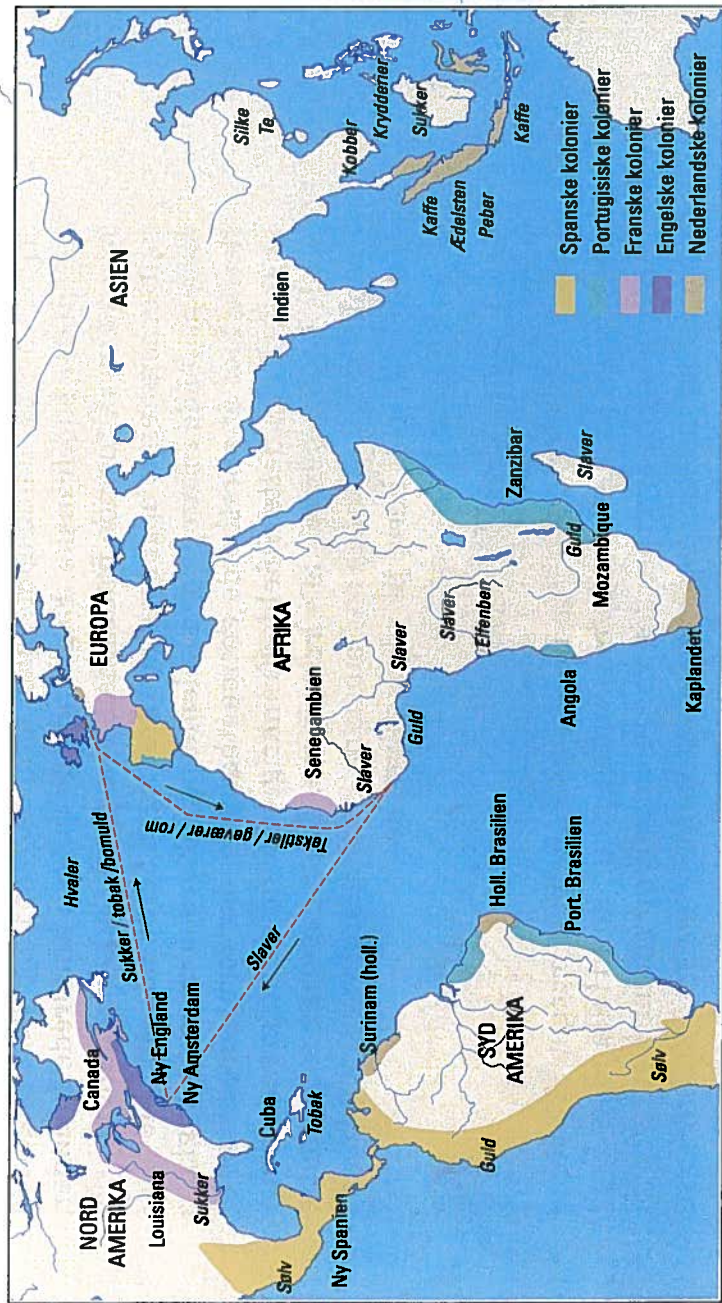 NORD
AMERIKA
Canada
Louisiana
Sukker
Ny England
Ny Amsterdam
Hvaler
Sukker / tobak / bomuld
Slaver
Tekstiler / geværer / rom
Cuba
Tobak
Sølv
Ny Spanien
Surinam (holl.)
SYD
AMERIKA
Guld
Sølv
Holl. Brasilien
Port. Brasilien
EUROPA
AFRIKA
Senegambien
Slaver
Guld
Slaver
Slaver
Elfenben
Angola
Kaplandet
Guld
Mozambique
Zanzibar
Slaver
ASIEN
Indien
Silke
Te
Kobber
Krydderier
Sukker
Kaffe
Ædelsten
Peber
Kaffe
Spanske kolonier
Portugisiske kolonier
Franske kolonier
Engelske kolonier
Nederlandske kolonier